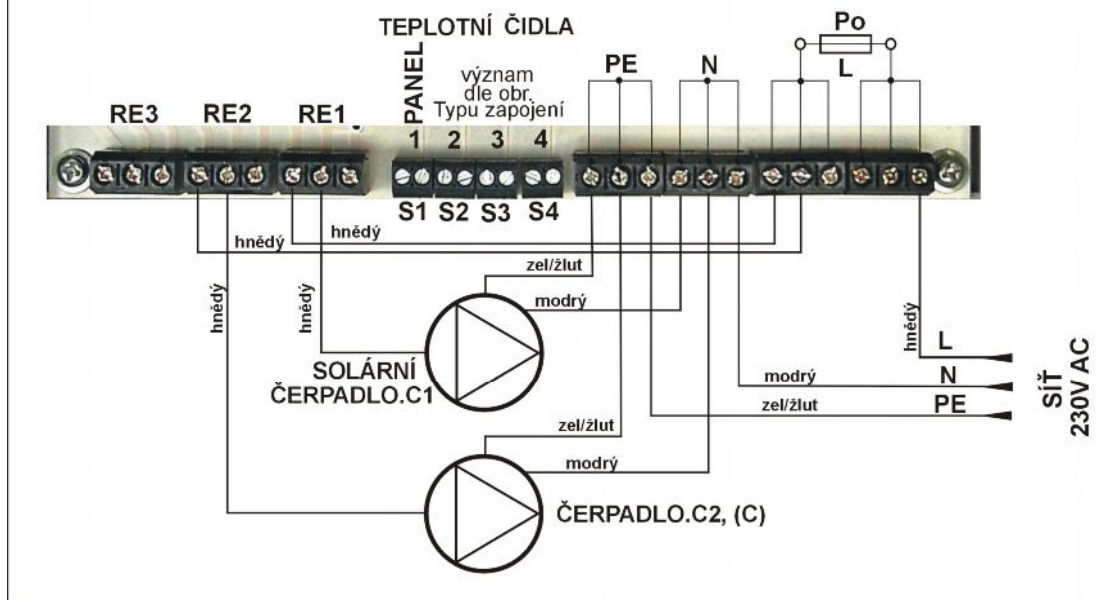 TEPLOTNÍ ČIDLA
PANEL
význam
dle obr.
Typu zapojení
Po
L
PE
N
RE3
RE2
RE1
1
2
3
4
S1
S2
S3
S4
hnědý
hnědý
zel/žlut
modrý
hnědý
hnědý
hnědý
SOLÁRNÍ
ČERPADLO.C1
L
modrý
N
zel/žlut
PE
SÍŤ
230V AC
zel/žlut
modrý
ČERPADLO.C2, (C)